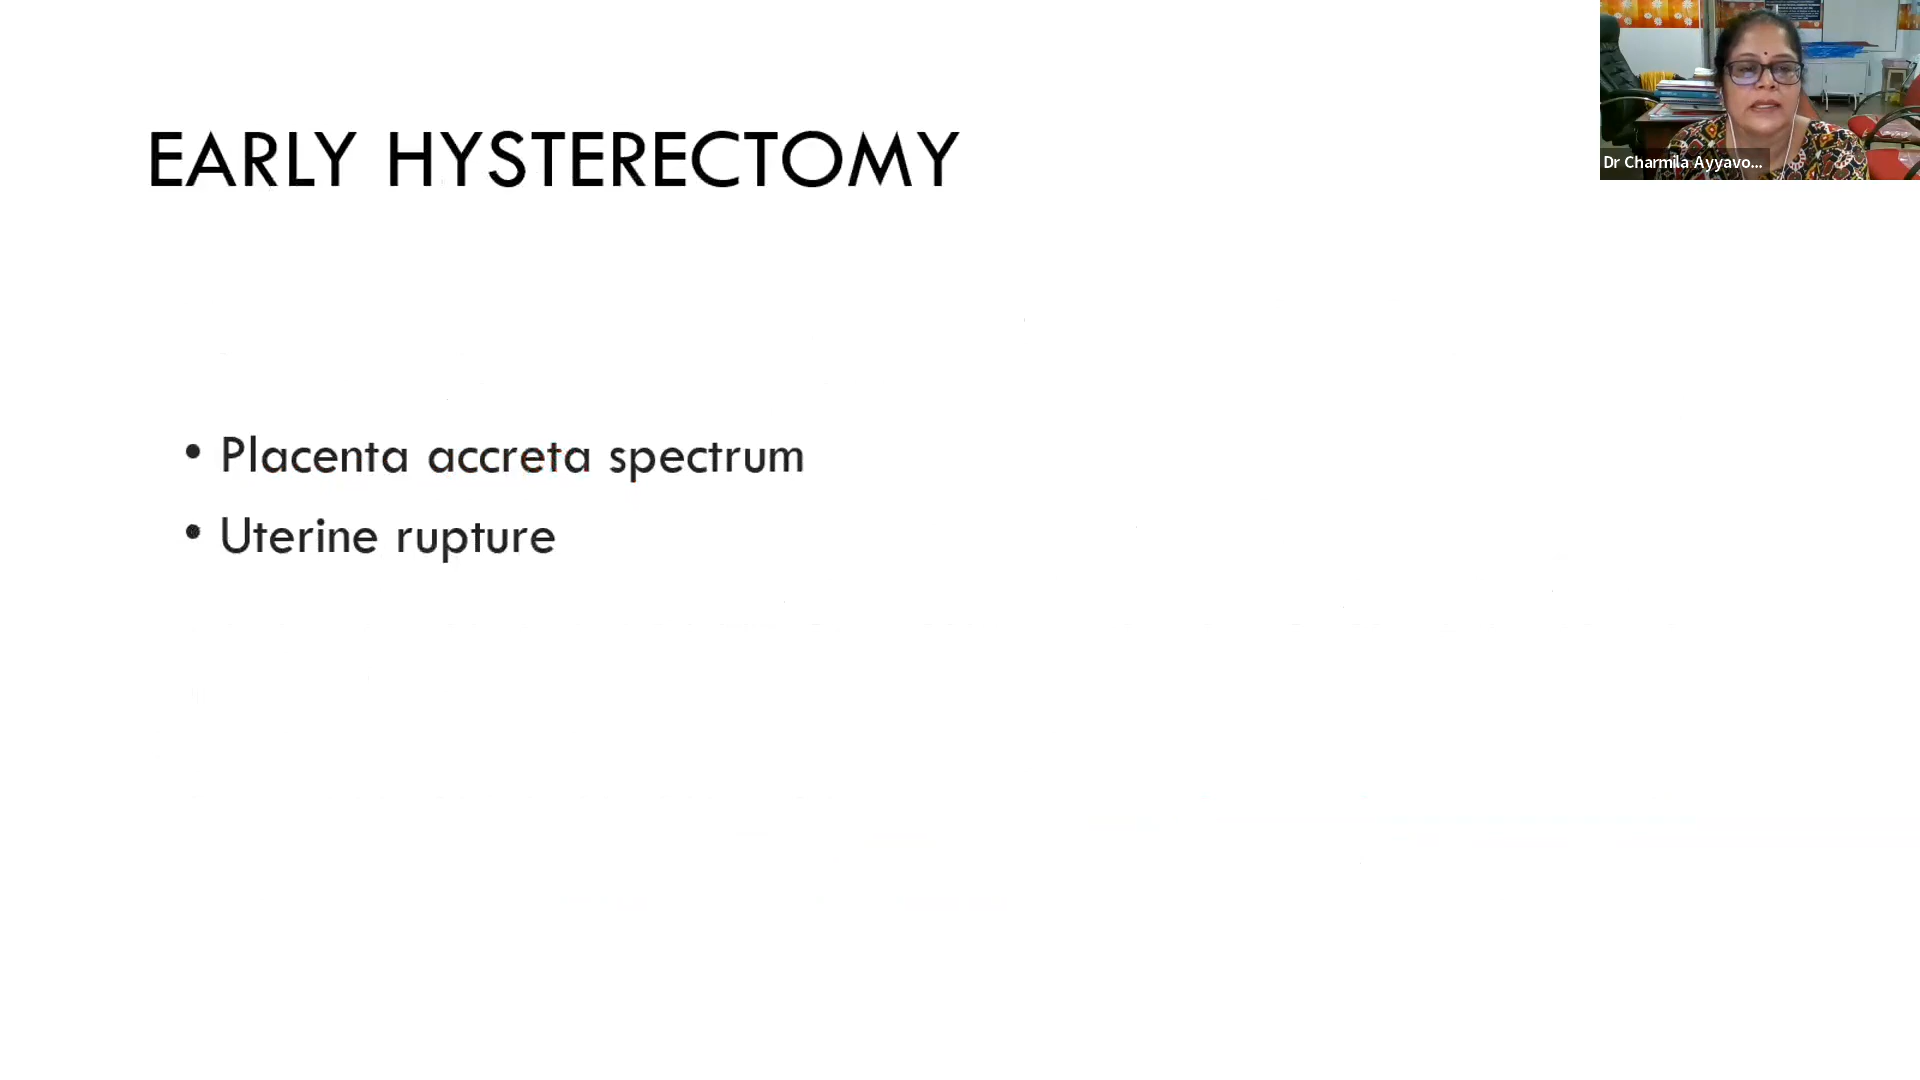 EARLY HYSTERECTOMY
Dr Charmila Ayyavo...
• Placenta accreta spectrum
• Uterine rupture